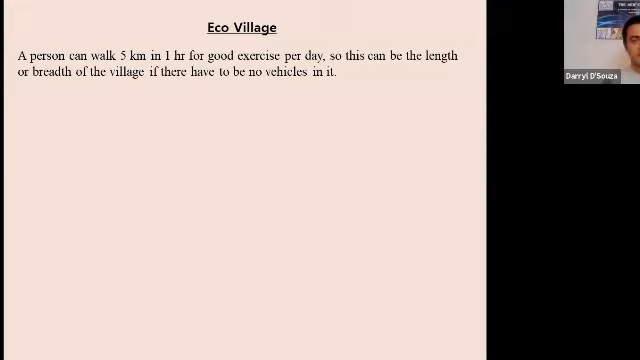 Eco Village
A person can walk 5 km in 1 hr for good exercise per day, so this can be the length
or breadth of the village if there have to be no vehicles in it.
Darryl D'Souza